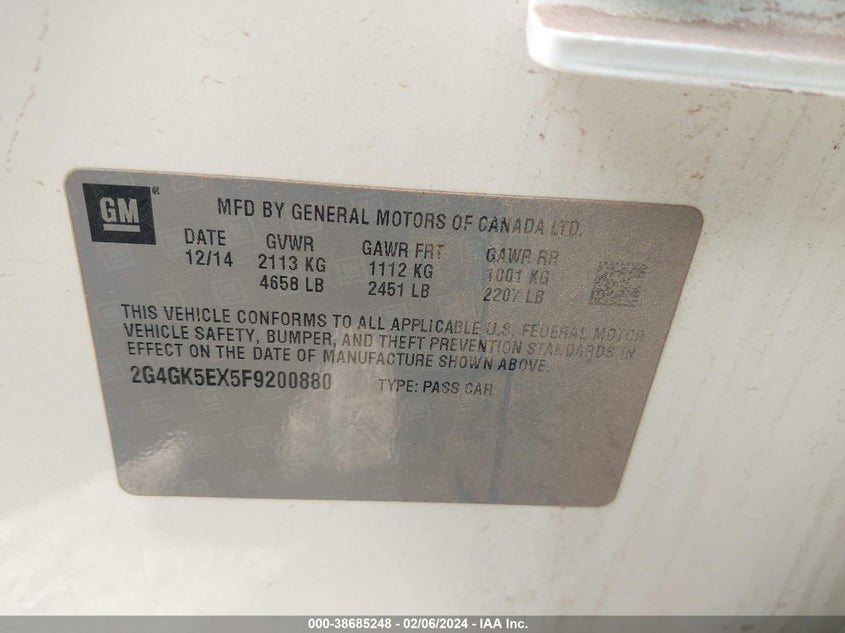 GM ®
MFD BY GENERAL MOTORS OF CANADA LTD.
DATE GVWR GAWR FRT GAWR RR
12/14 2113 KG 1112 KG 1001 KG
4658 LB 2451 LB 2207 LB
THIS VEHICLE CONFORMS TO ALL APPLICABLE U.S. FEDERAL MOTOR
VEHICLE SAFETY, BUMPER, AND THEFT PREVENTION STANDARDS IN
EFFECT ON THE DATE OF MANUFACTURE SHOWN ABOVE.
2G4GK5EX5F9200880 TYPE: PASS CAR
000-38685248 - 02/06/2024 - IAA Inc.